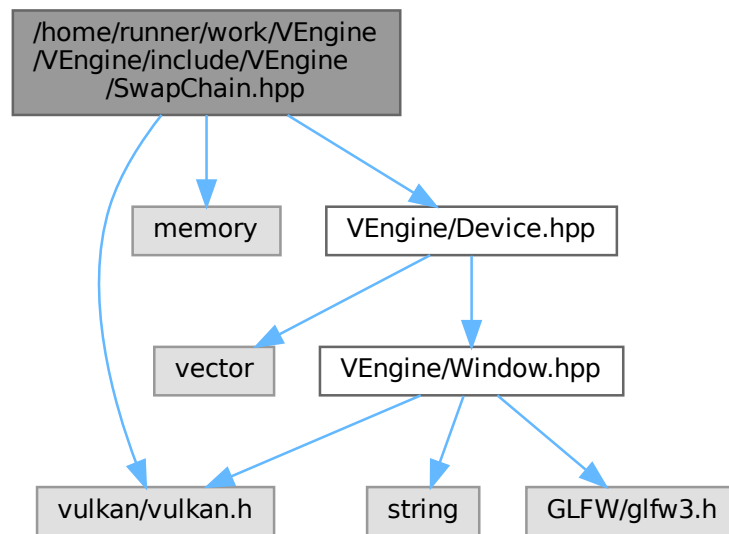 /home/runner/work/VEngine
/VEngine/include/VEngine
/SwapChain.hpp
memory
VEngine/Device.hpp
vector
VEngine/Window.hpp
vulkan/vulkan.h
string
GLFW/glfw3.h